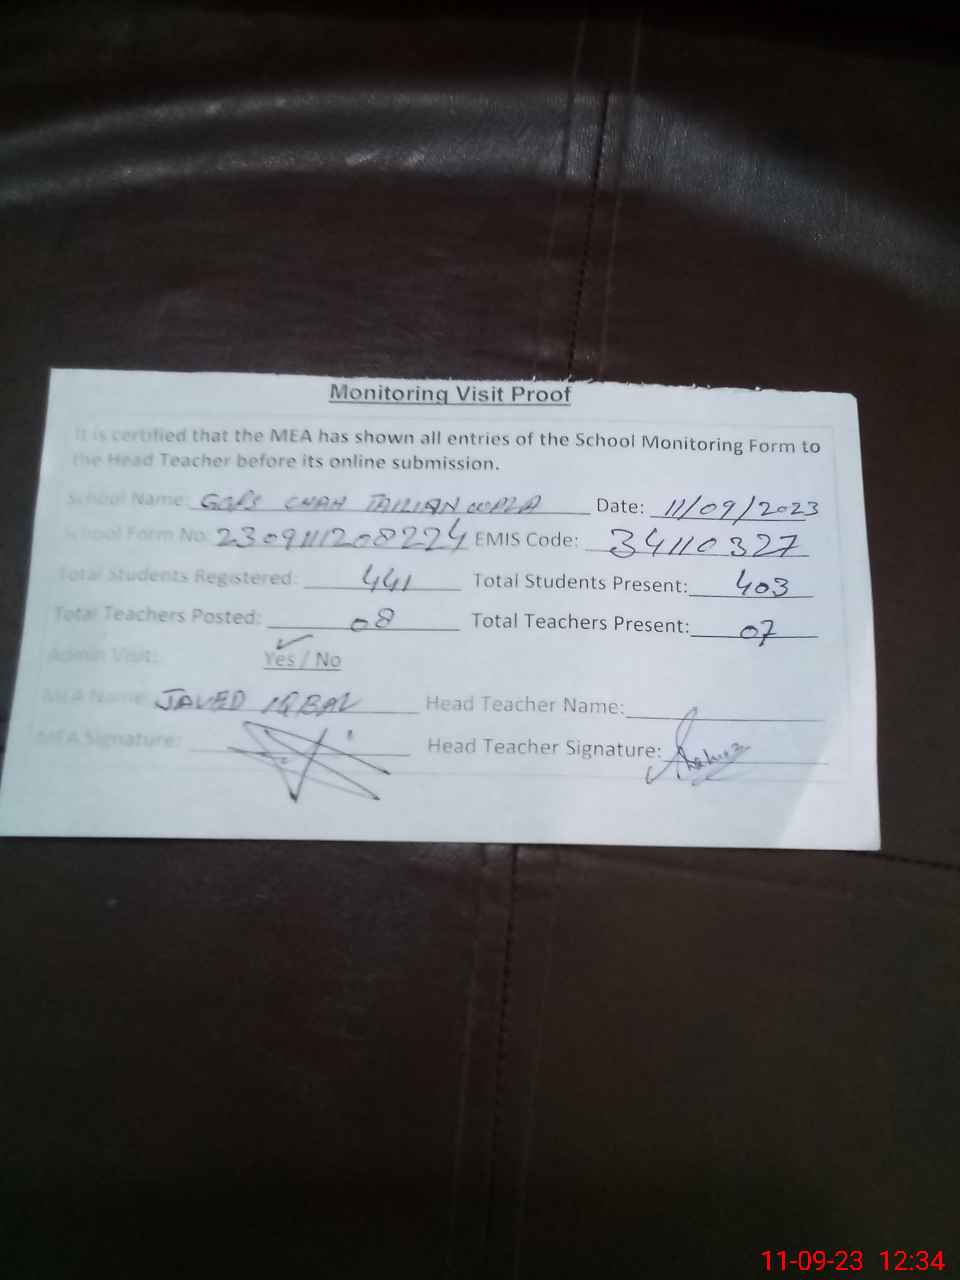 Monitoring Visit Proof
It is certified that the MEA has shown all entries of the School Monitoring Form to
the Head Teacher before its online submission.
School Name: GGPS CHAH TAILIAN WALA Date: 11/09/2023
School Form No: 230911208224 EMIS Code: 34110327
Total Students Registered: 441 Total Students Present: 403
Total Teachers Posted: 08 Total Teachers Present: 07
Admin Visit: Yes / No
MEA Name: JAVED IQBAL Head Teacher Name:
MEA Signature: Head Teacher Signature:
11-09-23 12:34